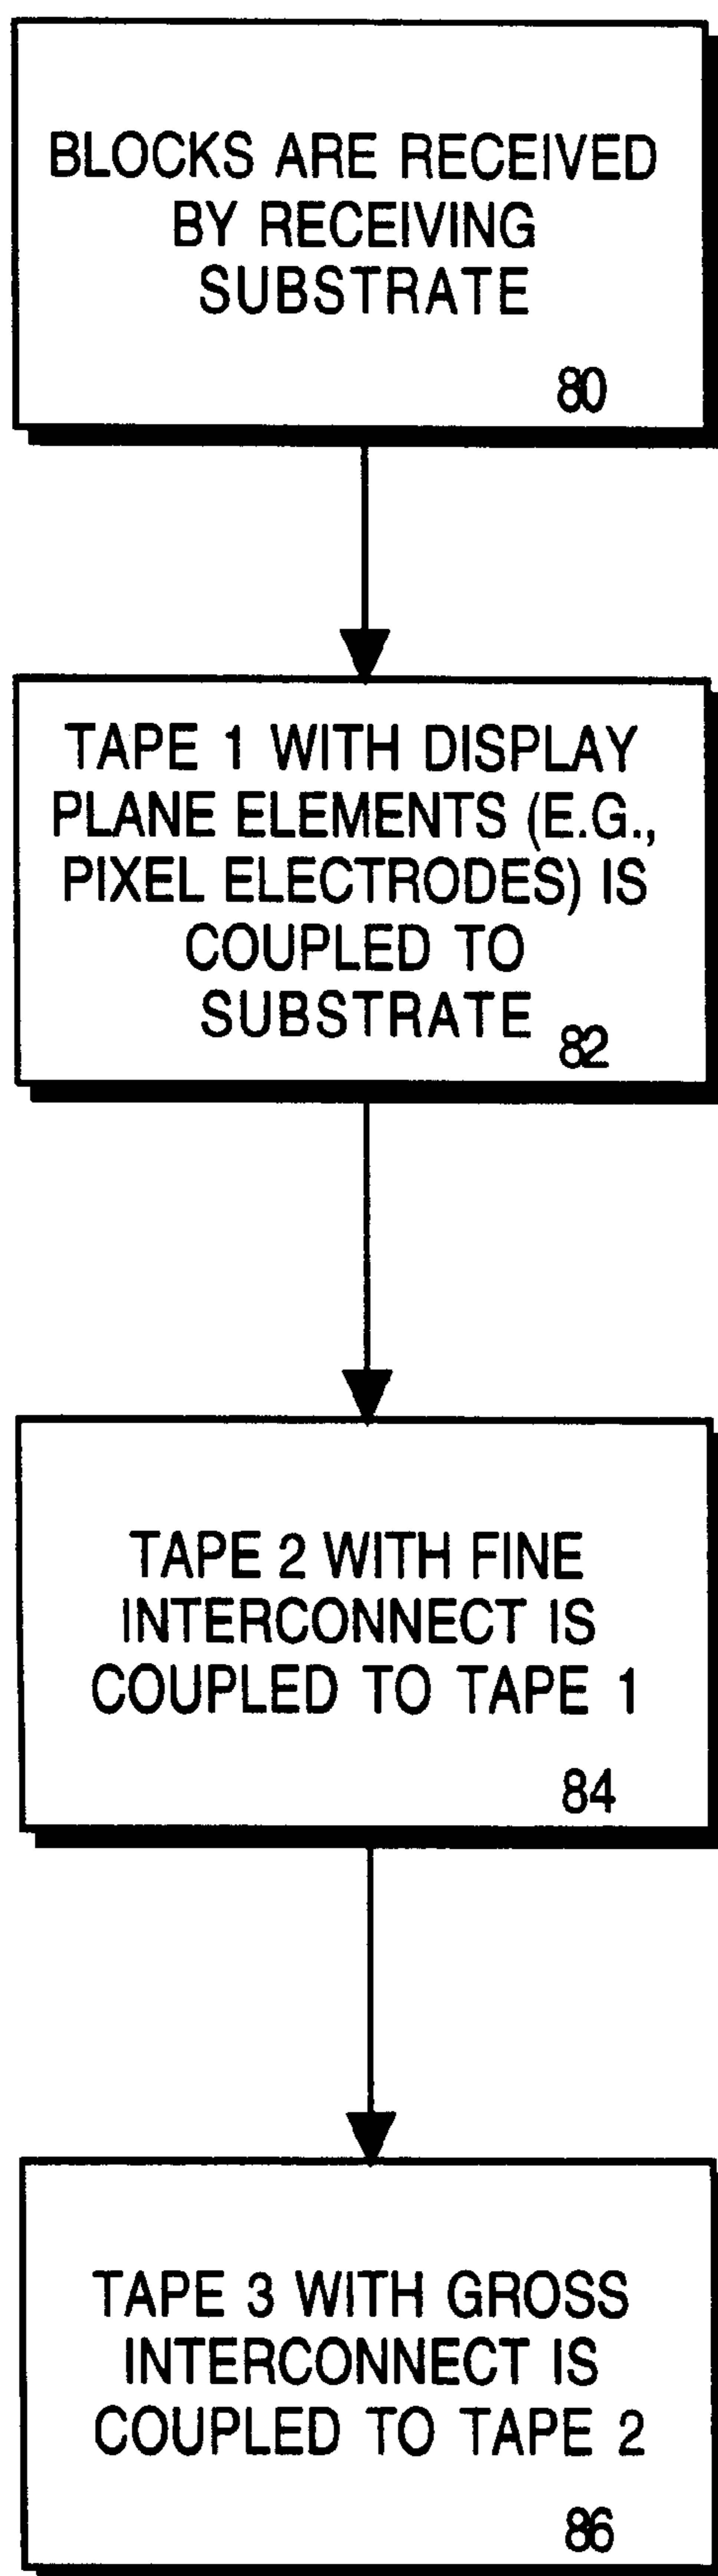 BLOCKS ARE RECEIVED
BY RECEIVING
SUBSTRATE
80
TAPE 1 WITH DISPLAY
PLANE ELEMENTS (E.G.,
PIXEL ELECTRODES) IS
COUPLED TO
SUBSTRATE
82
TAPE 2 WITH FINE
INTERCONNECT IS
COUPLED TO TAPE 1
84
TAPE 3 WITH GROSS
INTERCONNECT IS
COUPLED TO TAPE 2
86